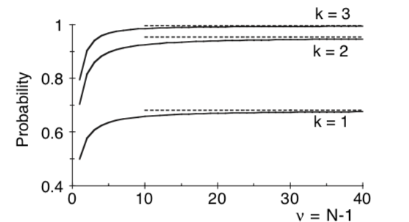 k = 3
1
k = 2
0.8
Probability
0.6
k = 1
0.4
0 10 20 30 40
ν = N-1